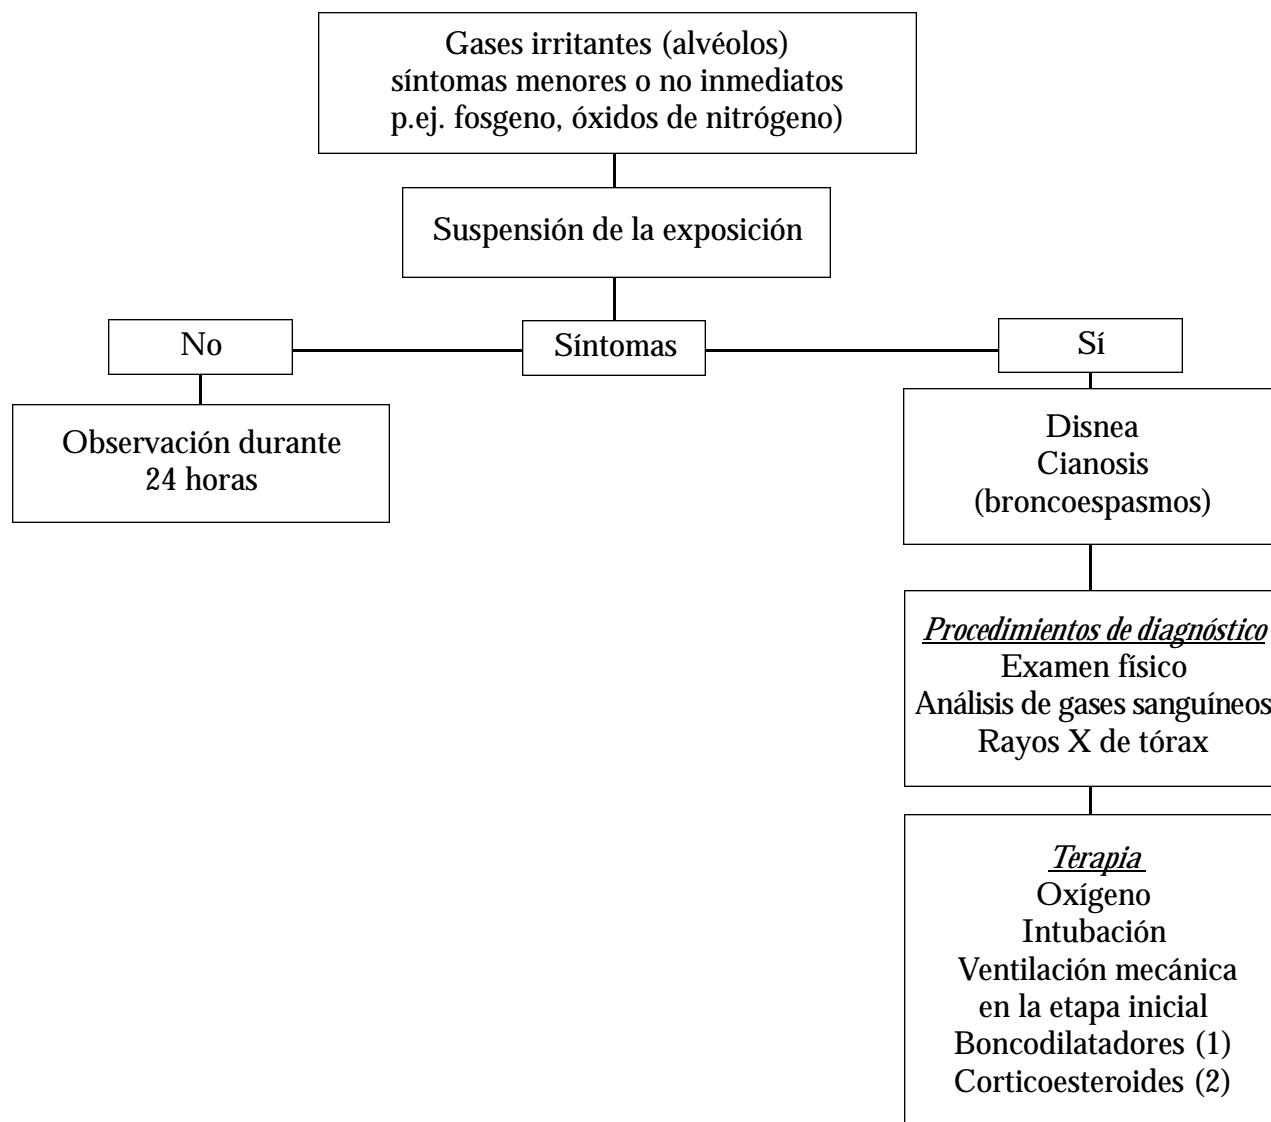 Gases irritantes (alvéolos)
síntomas menores o no inmediatos
p.ej. fosgeno, óxidos de nitrógeno)
Suspensión de la exposición
No
Síntomas
Sí
Observación durante
24 horas
Disnea
Cianosis
(broncoespasmos)
Procedimientos de diagnóstico
Examen físico
Análisis de gases sanguíneos
Rayos X de tórax
Terapia
Oxígeno
Intubación
Ventilación mecánica
en la etapa inicial
Boncodilatadores (1)
Corticoesteroides (2)